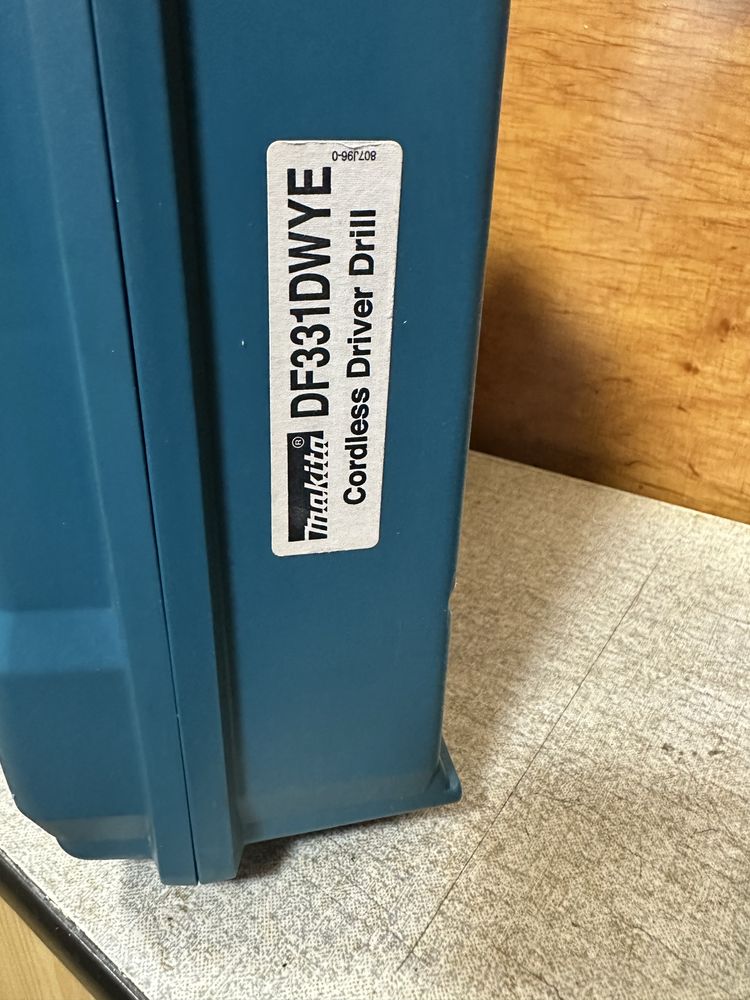 makita® DF331DWYE
Cordless Driver Drill
807J96-0